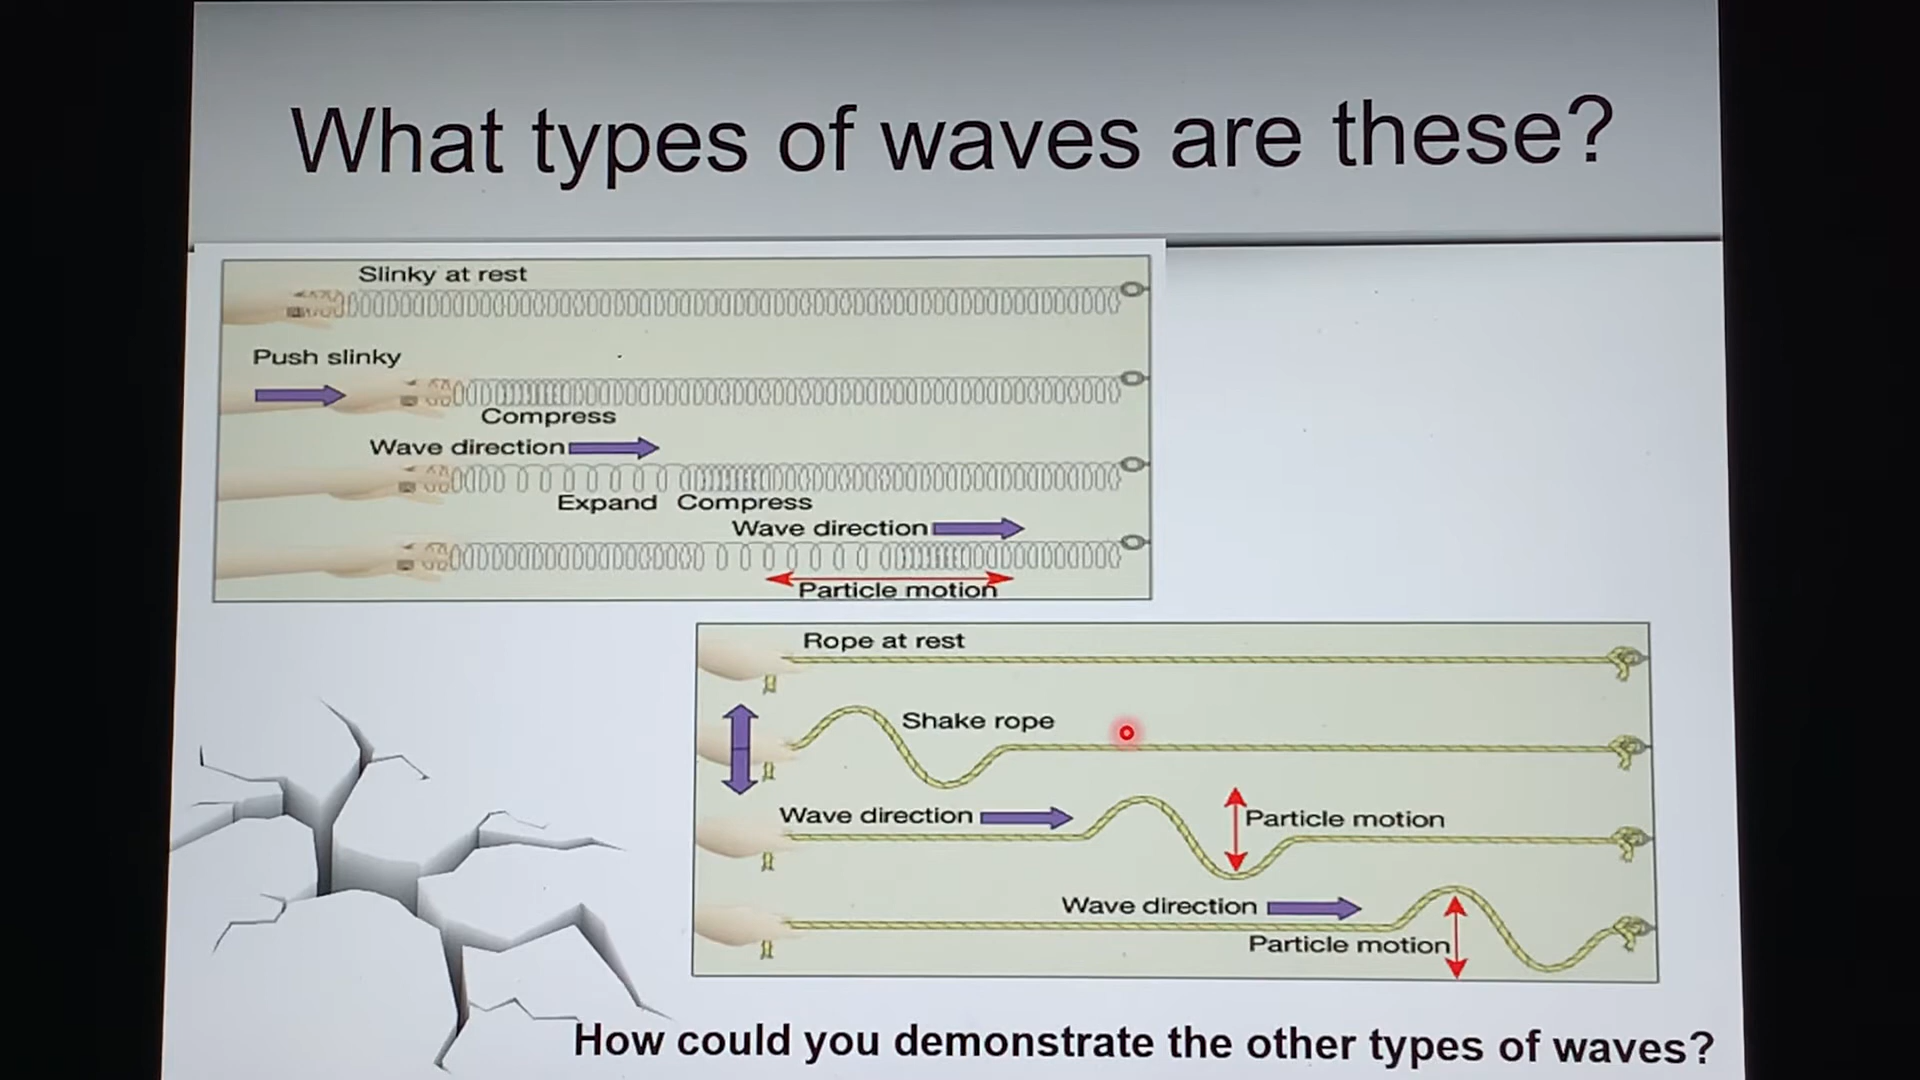 What types of waves are these?
Slinky at rest
Push slinky
Compress
Wave direction
Expand Compress
Wave direction
Particle motion
Rope at rest
Shake rope
Wave direction
Particle motion
Wave direction
Particle motion
How could you demonstrate the other types of waves?